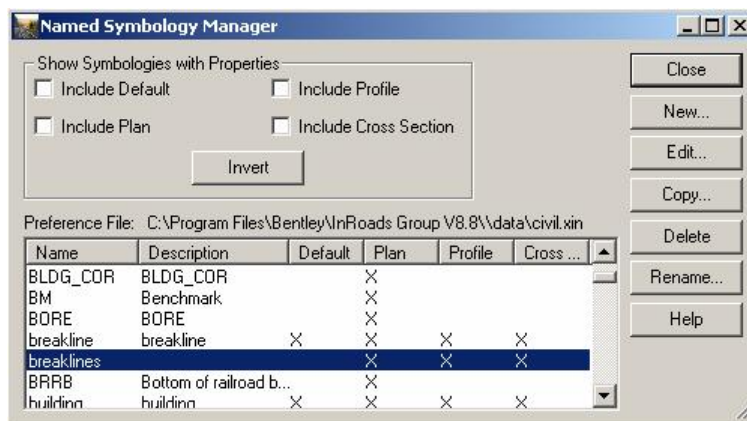 Named Symbology Manager
Show Symbologies with Properties
Include Default Include Profile
Include Plan Include Cross Section
Invert
Close
New...
Edit...
Copy...
Delete
Rename...
Help
Preference File: C:\Program Files\Bentley\InRoads Group V8.8\\data\civil.xin
Name Description Default Plan Profile Cross ...
BLDG_COR BLDG_COR X
BM Benchmark X
BORE BORE X
breakline breakline X X X X
breaklines X X X
BRRB Bottom of railroad b... X
building building X X X X